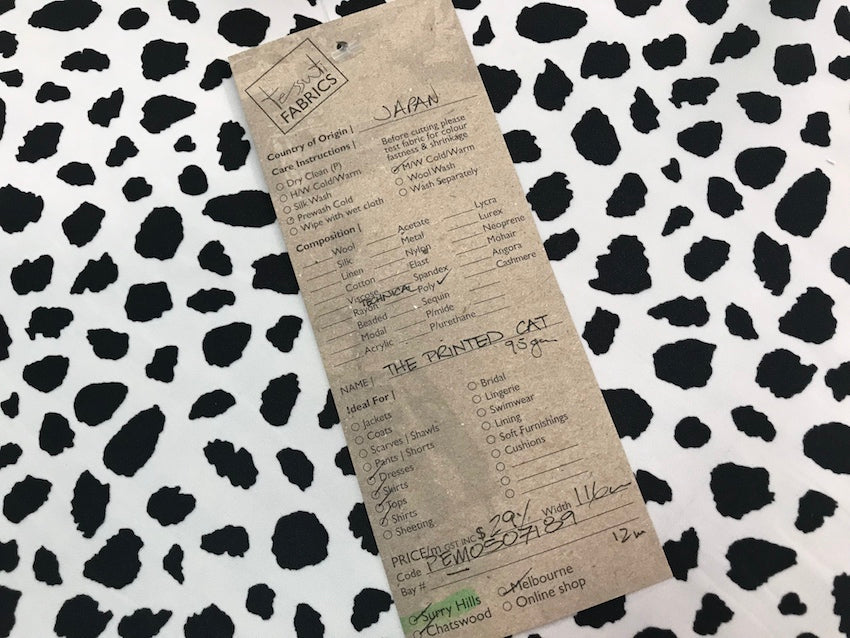 tessuti
FABRICS
Country of Origin | JAPAN
Care Instructions |
Before cutting please
test fabric for colour
fastness & shrinkage
Dry Clean (P)
H/W Cold/Warm
Silk Wash
Prewash Cold
Wipe with wet cloth
M/W Cold/Warm
Wool Wash
Wash Separately
Composition |
Wool
Silk
Linen
Cotton
Viscose
TECHNICAL
Rayon
Beaded
Modal
Acrylic
Acetate
Metal
Nylon
Elast
Spandex
Poly ✓
Sequin
P/mide
P/urethane
Lycra
Lurex
Neoprene
Mohair
Angora
Cashmere
NAME | THE PRINTED CAT
95gm
Ideal For |
Jackets
Coats
Scarves | Shawls
Pants | Shorts
Dresses
Skirts
Tops
Shirts
Sheeting
Bridal
Lingerie
Swimwear
Lining
Soft Furnishings
Cushions
PRICE/m GST INC $29./ Width 116cm
Code PEM0307189
Bay # 12m
Surry Hills
Chatswood
Melbourne
Online shop